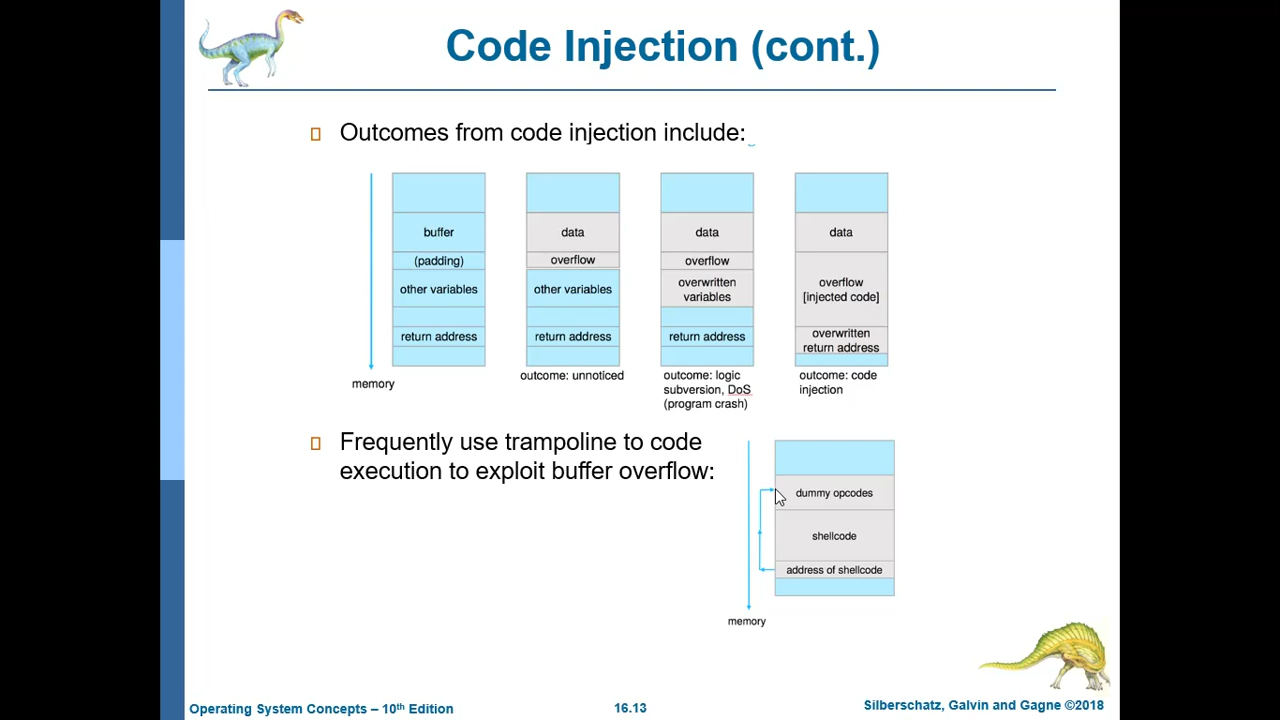 Code Injection (cont.)
Outcomes from code injection include:
buffer
(padding)
other variables
return address
memory
data
overflow
other variables
return address
outcome: unnoticed
data
overflow
overwritten
variables
return address
outcome: logic
subversion, DoS
(program crash)
data
overflow
[injected code]
overwritten
return address
outcome: code
injection
Frequently use trampoline to code
execution to exploit buffer overflow:
dummy opcodes
shellcode
address of shellcode
memory
Operating System Concepts – 10th Edition
16.13
Silberschatz, Galvin and Gagne ©2018